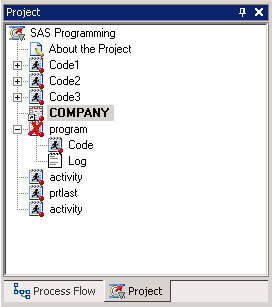 Project
SAS Programming
About the Project
Code1
Code2
Code3
COMPANY
program
Code
Log
activity
prtlast
activity
Process Flow Project